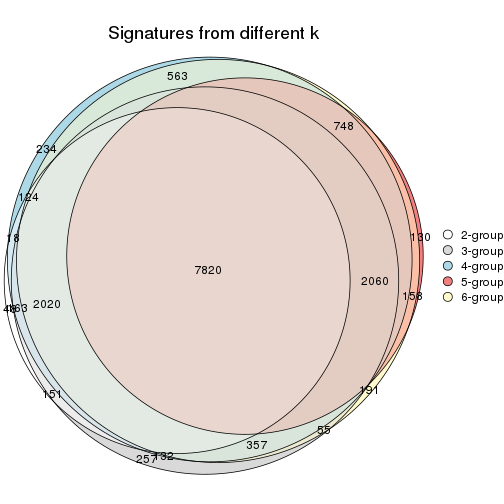 Signatures from different k
563
748
234
124
18
130
7820
2060
158
2020
151
191
55
357
257
132
2-group
3-group
4-group
5-group
6-group